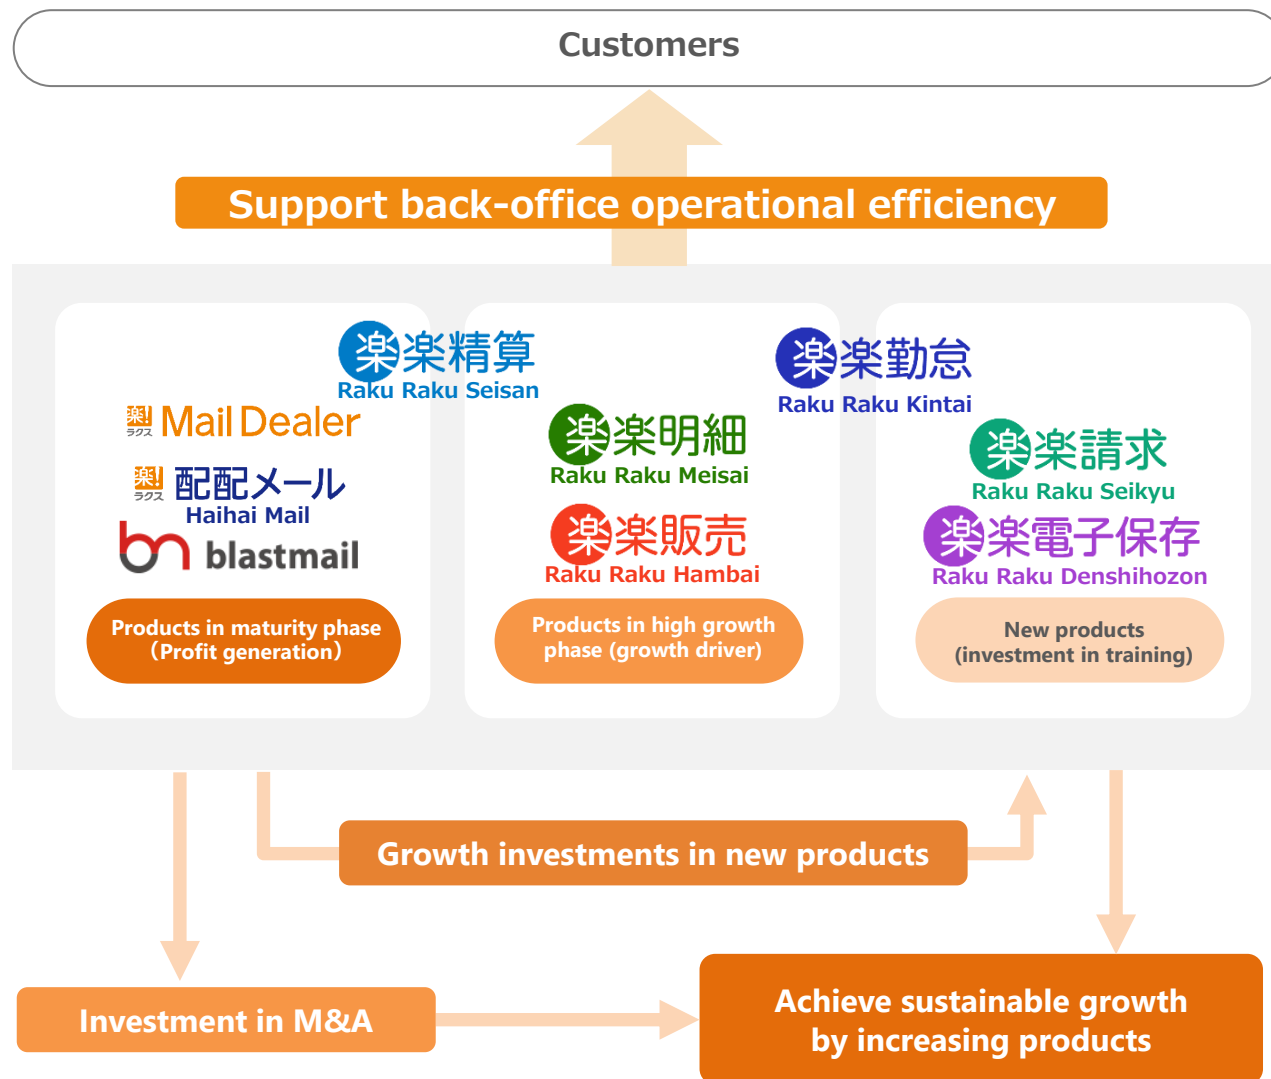 Customers
Support back-office operational efficiency
楽楽精算
Raku Raku Seisan
楽!
ラクス
Mail Dealer
楽!
ラクス
配配メール
Haihai Mail
bn blastmail
Products in maturity phase
（Profit generation）
楽楽明細
Raku Raku Meisai
楽楽販売
Raku Raku Hambai
Products in high growth
phase (growth driver)
楽楽勤怠
Raku Raku Kintai
楽楽請求
Raku Raku Seikyu
楽楽電子保存
Raku Raku Denshihozon
New products
(investment in training)
Growth investments in new products
Investment in M&A
Achieve sustainable growth
by increasing products